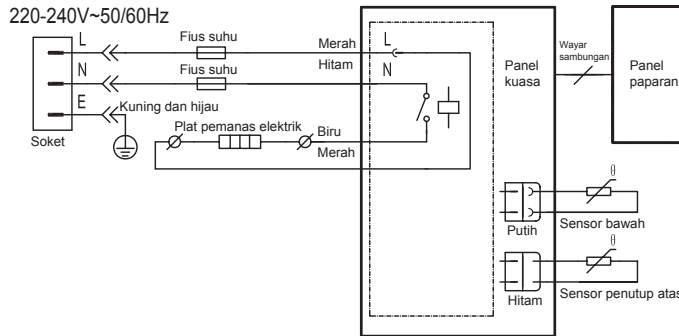 220-240V~50/60Hz
L
Fius suhu
Merah
L
N
Fius suhu
Hitam
N
E
Kuning dan hijau
Soket
Plat pemanas elektrik
Biru
Merah
Panel
kuasa
Wayar
sambungan
Panel
paparan
θ
Putih
Sensor bawah
θ
Hitam
Sensor penutup atas